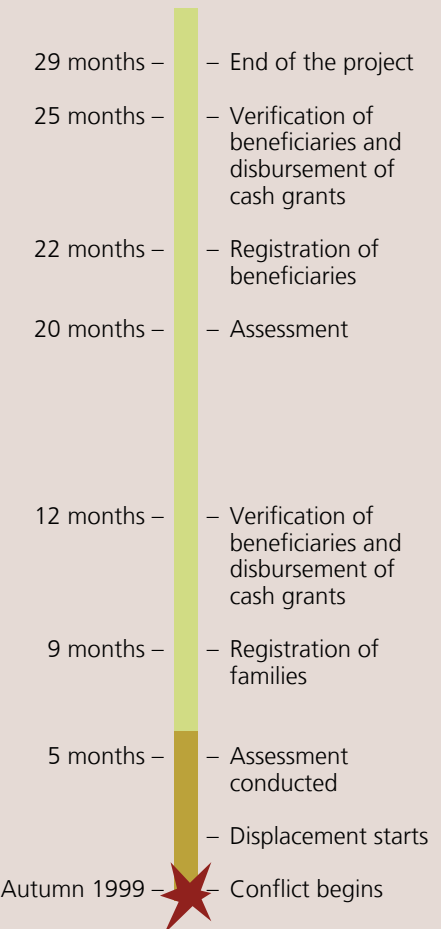 29 months –
– End of the project
25 months –
– Verification of
beneficiaries and
disbursement of
cash grants
22 months –
– Registration of
beneficiaries
20 months –
– Assessment
12 months –
– Verification of
beneficiaries and
disbursement of
cash grants
9 months –
– Registration of
families
5 months –
– Assessment
conducted
– Displacement starts
Autumn 1999 –
– Conflict begins